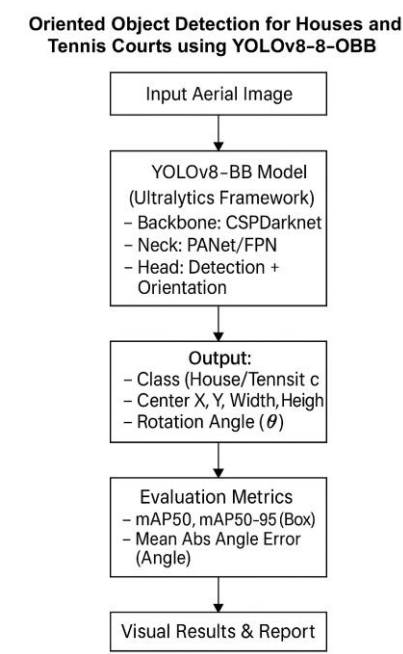 Oriented Object Detection for Houses and
Tennis Courts using YOLOv8-8-OBB
Input Aerial Image
YOLOv8-BB Model
(Ultralytics Framework)
– Backbone: CSPDarknet
– Neck: PANet/FPN
– Head: Detection +
Orientation
Output:
– Class (House/Tennsit c
– Center X, Y, Width, Heigh
– Rotation Angle (θ)
Evaluation Metrics
– mAP50, mAP50-95 (Box)
– Mean Abs Angle Error
(Angle)
Visual Results & Report